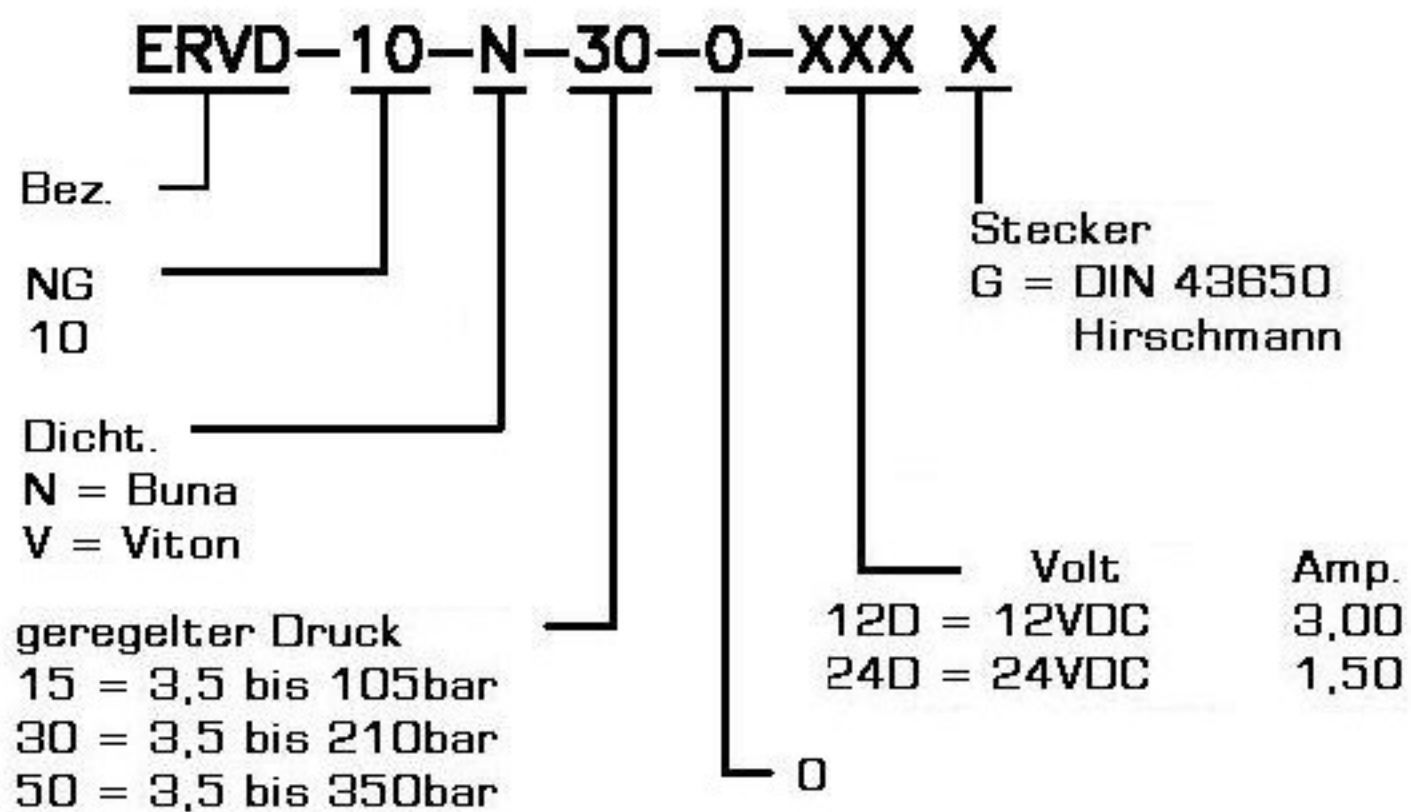 ERVD-10-N-30-0-XXX X
Bez.
NG
10
Dicht.
N = Buna
V = Viton
geregelter Druck
15 = 3,5 bis 105bar
30 = 3,5 bis 210bar
50 = 3,5 bis 350bar
0
Volt Amp.
12D = 12VDC 3,00
24D = 24VDC 1,50
Stecker
G = DIN 43650
Hirschmann